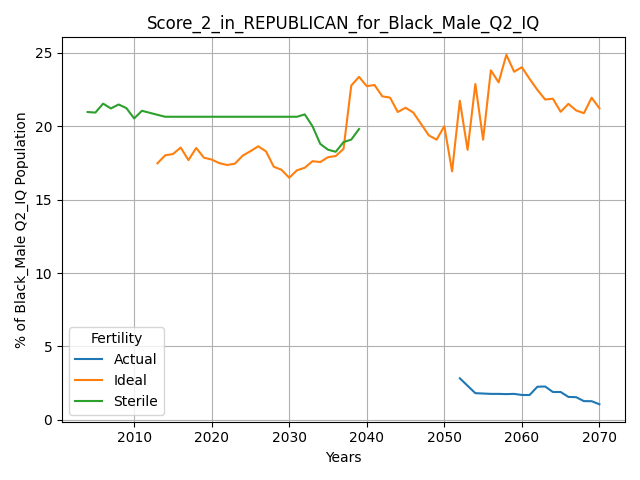 Score_2_in_REPUBLICAN_for_Black_Male_Q2_IQ
% of Black_Male Q2_IQ Population
25
20
15
10
5
0
Fertility
Actual
Ideal
Sterile
2010 2020 2030 2040 2050 2060 2070
Years